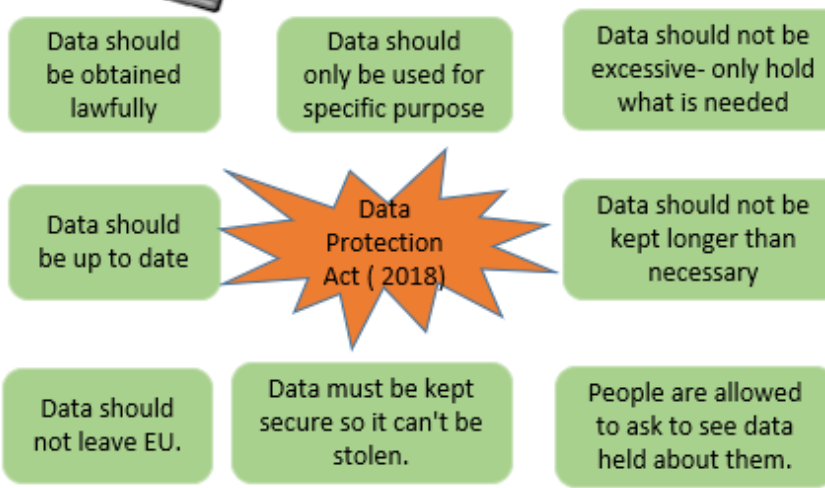 Data should
be obtained
lawfully
Data should
only be used for
specific purpose
Data should not be
excessive- only hold
what is needed
Data should
be up to date
Data
Protection
Act ( 2018)
Data should not be
kept longer than
necessary
Data should
not leave EU.
Data must be kept
secure so it can't be
stolen.
People are allowed
to ask to see data
held about them.